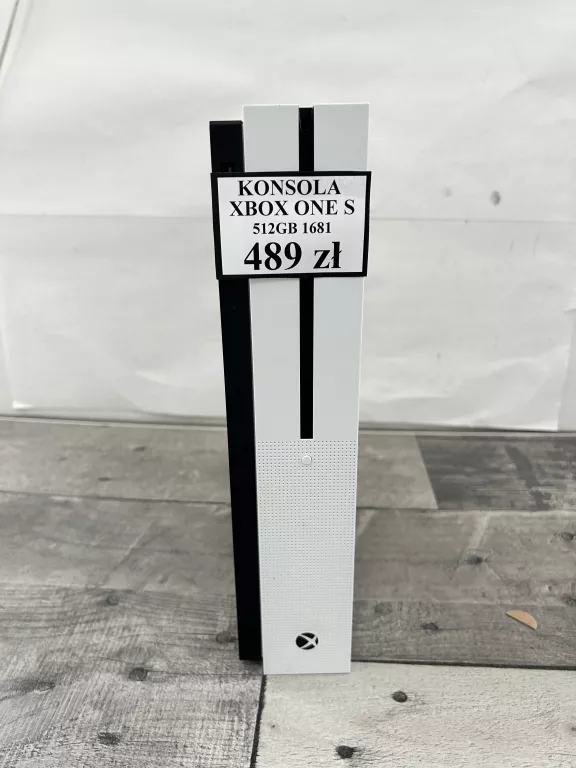 KONSOLA
XBOX ONE S
512GB 1681
489 zł